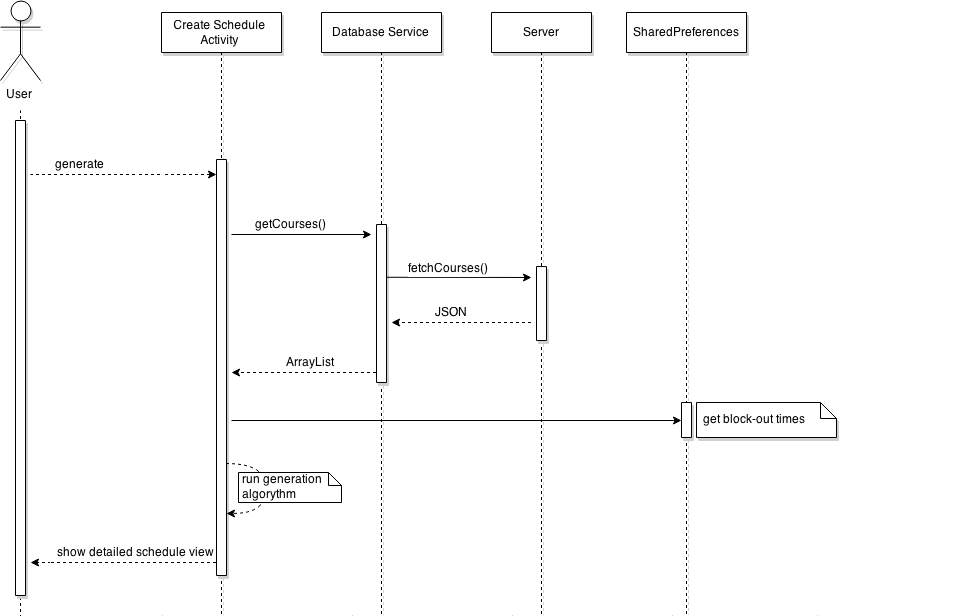 Create Schedule
Activity
Database Service
Server
SharedPreferences
User
generate
getCourses()
fetchCourses()
JSON
ArrayList
get block-out times
run generation
algorythm
show detailed schedule view